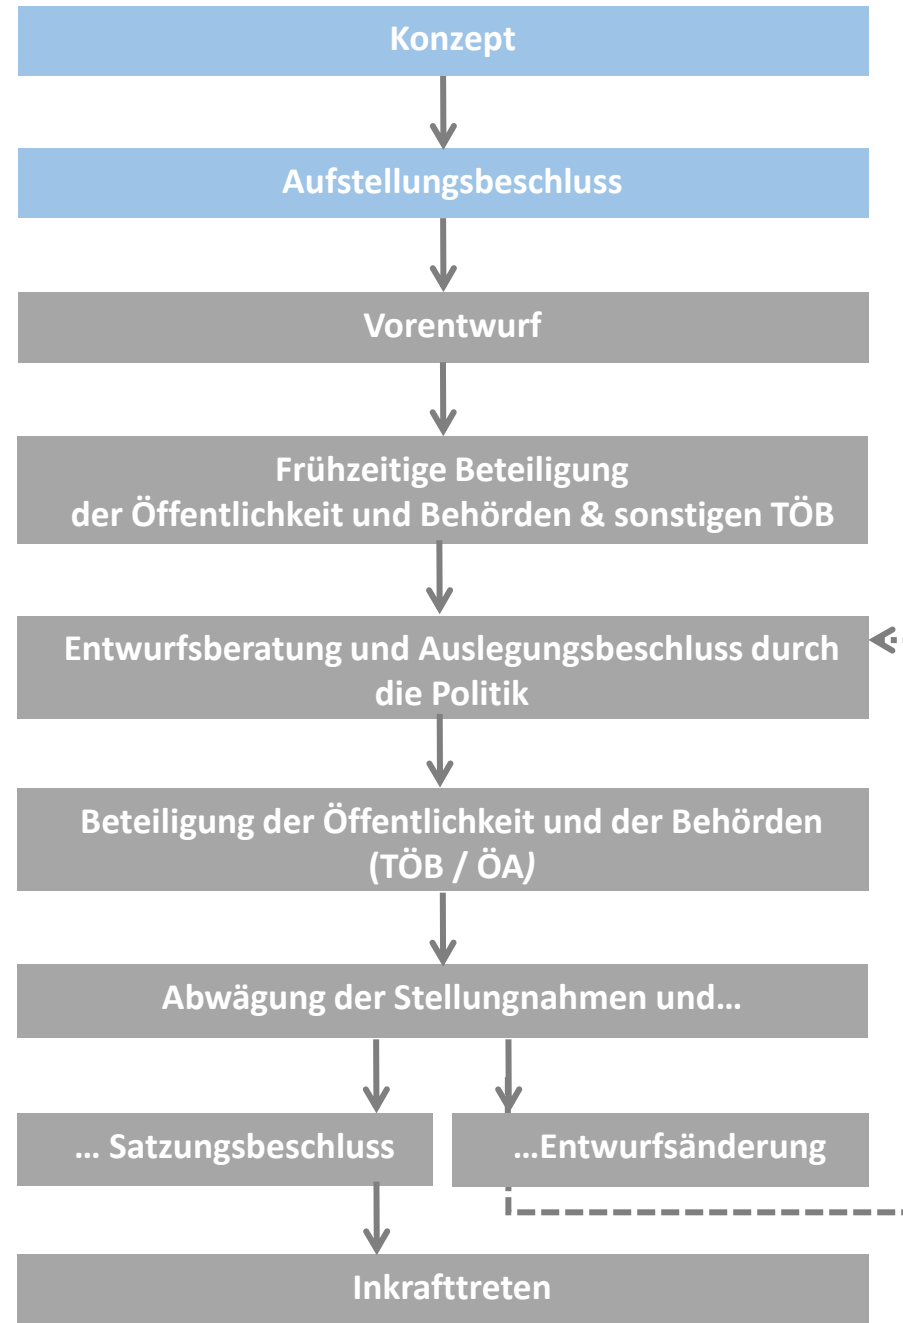 Konzept
Aufstellungsbeschluss
Vorentwurf
Frühzeitige Beteiligung
der Öffentlichkeit und Behörden & sonstigen TÖB
Entwurfsberatung und Auslegungsbeschluss durch
die Politik
Beteiligung der Öffentlichkeit und der Behörden
(TÖB / ÖA)
Abwägung der Stellungnahmen und…
… Satzungsbeschluss
…Entwurfsänderung
Inkrafttreten